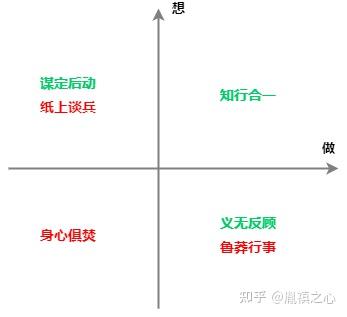 想
谋定后动
纸上谈兵
知行合一
做
身心俱焚
义无反顾
鲁莽行事
知乎 @胤禛之心